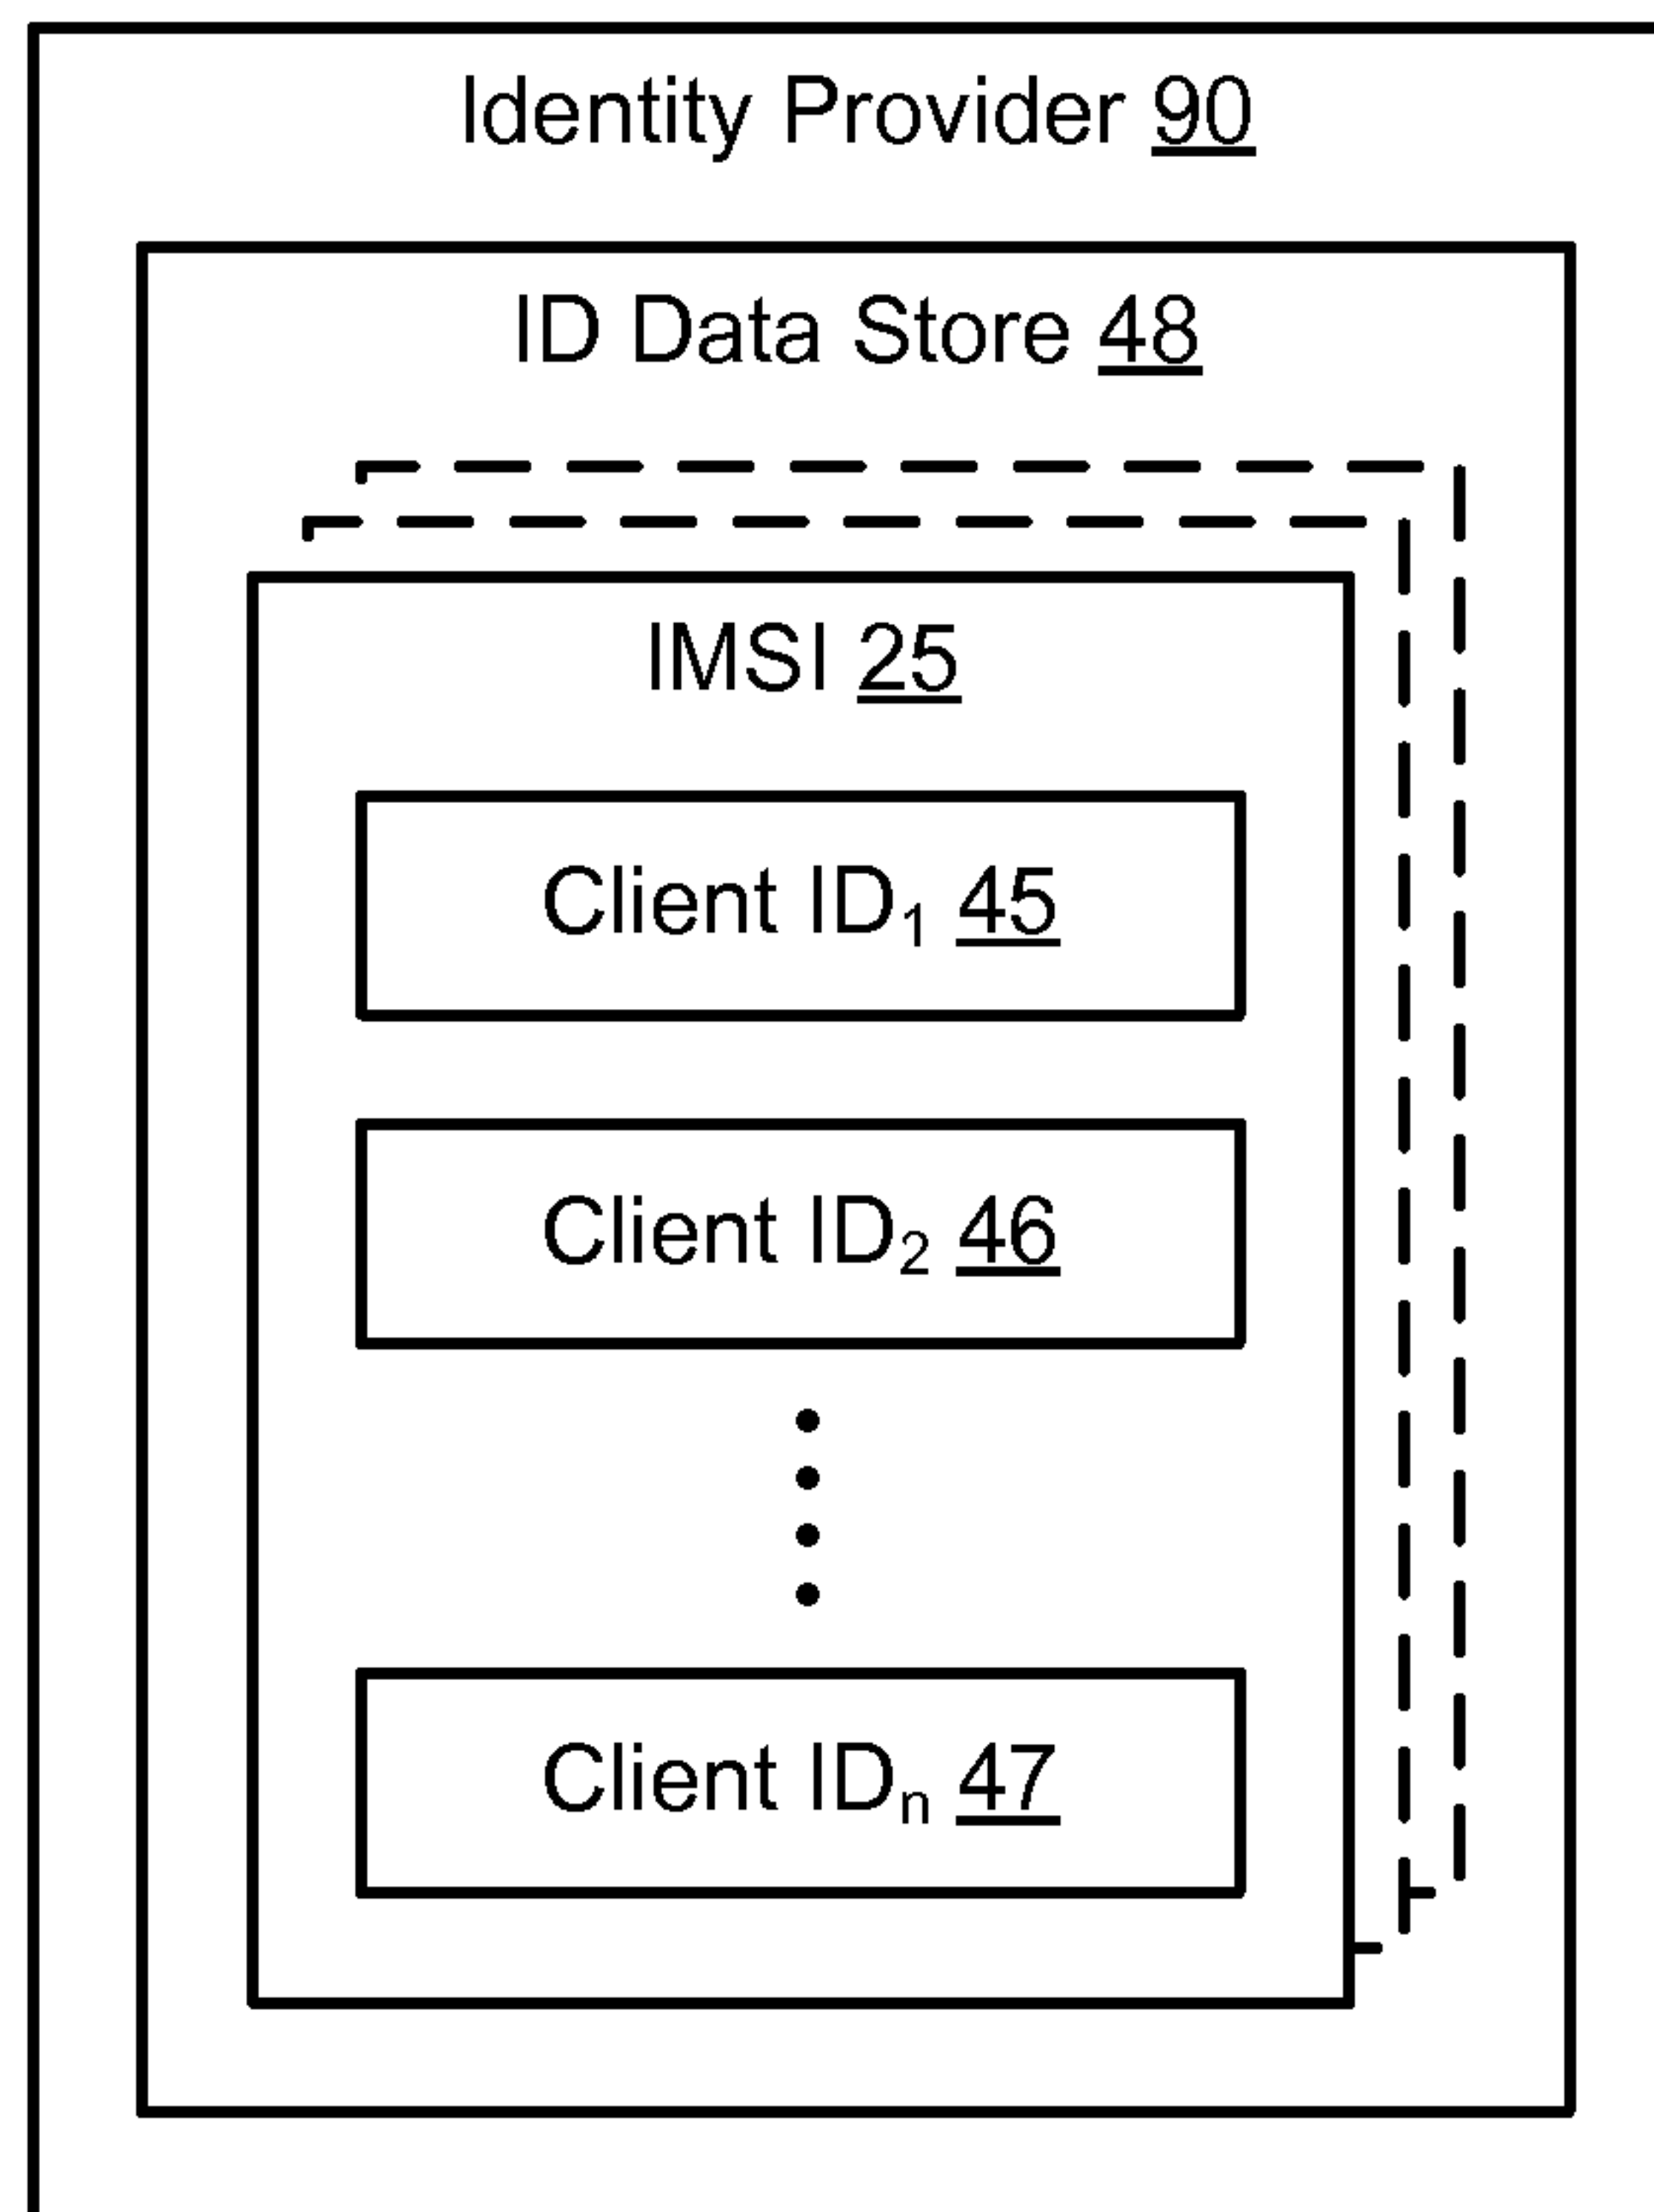 Identity Provider 90
ID Data Store 48
IMSI 25
Client ID₁ 45
Client ID₂ 46
Client IDₙ 47